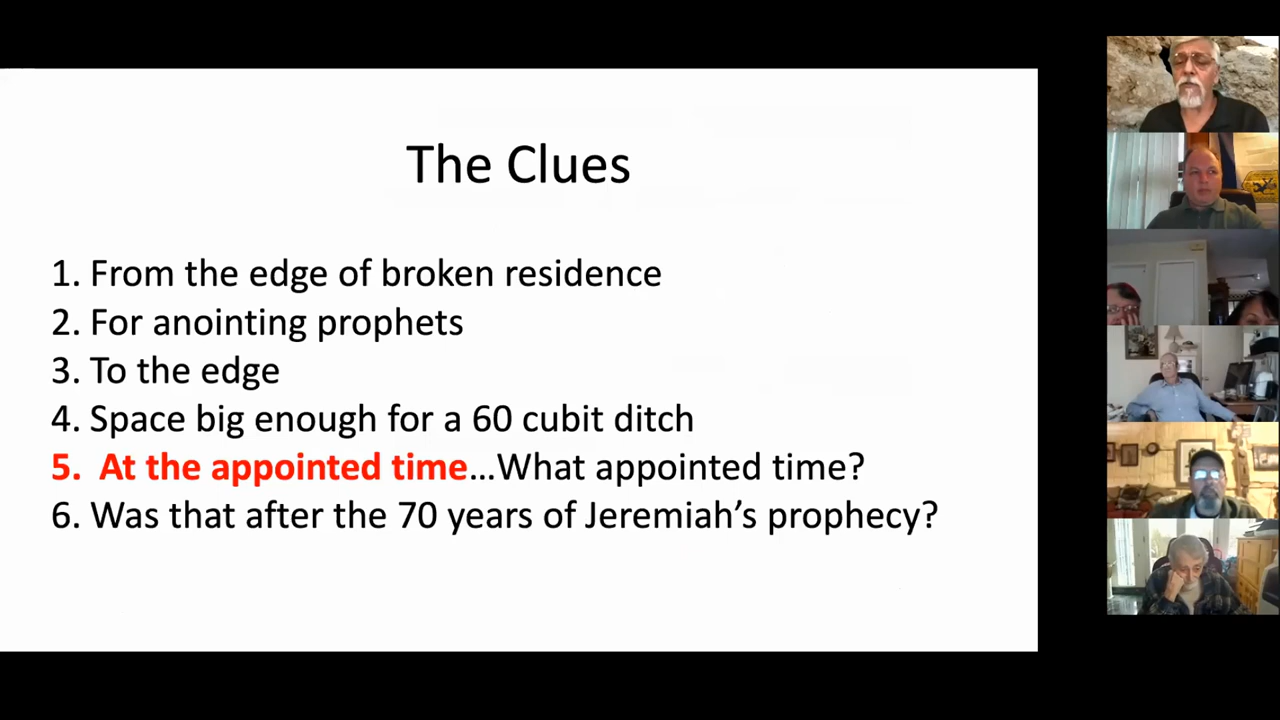 The Clues
1. From the edge of broken residence
2. For anointing prophets
3. To the edge
4. Space big enough for a 60 cubit ditch
5. At the appointed time...What appointed time?
6. Was that after the 70 years of Jeremiah’s prophecy?